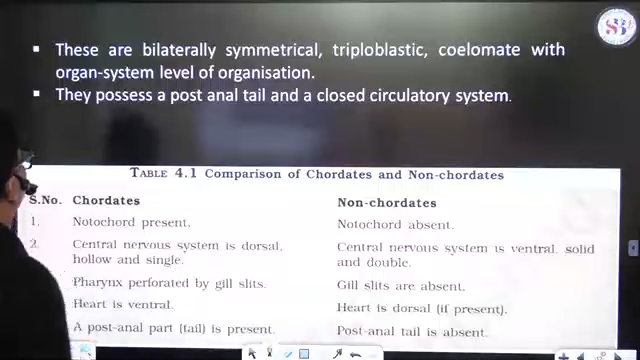 ▪ These are bilaterally symmetrical, triploblastic, coelomate with
organ-system level of organisation.
▪ They possess a post anal tail and a closed circulatory system.
TABLE 4.1 Comparison of Chordates and Non-chordates
S.No. Chordates Non-chordates
1. Notochord present. Notochord absent.
2. Central nervous system is dorsal, Central nervous system is ventral, solid
hollow and single. and double.
Pharynx perforated by gill slits. Gill slits are absent.
Heart is ventral. Heart is dorsal (if present).
A post-anal part (tail) is present. Post-anal tail is absent.